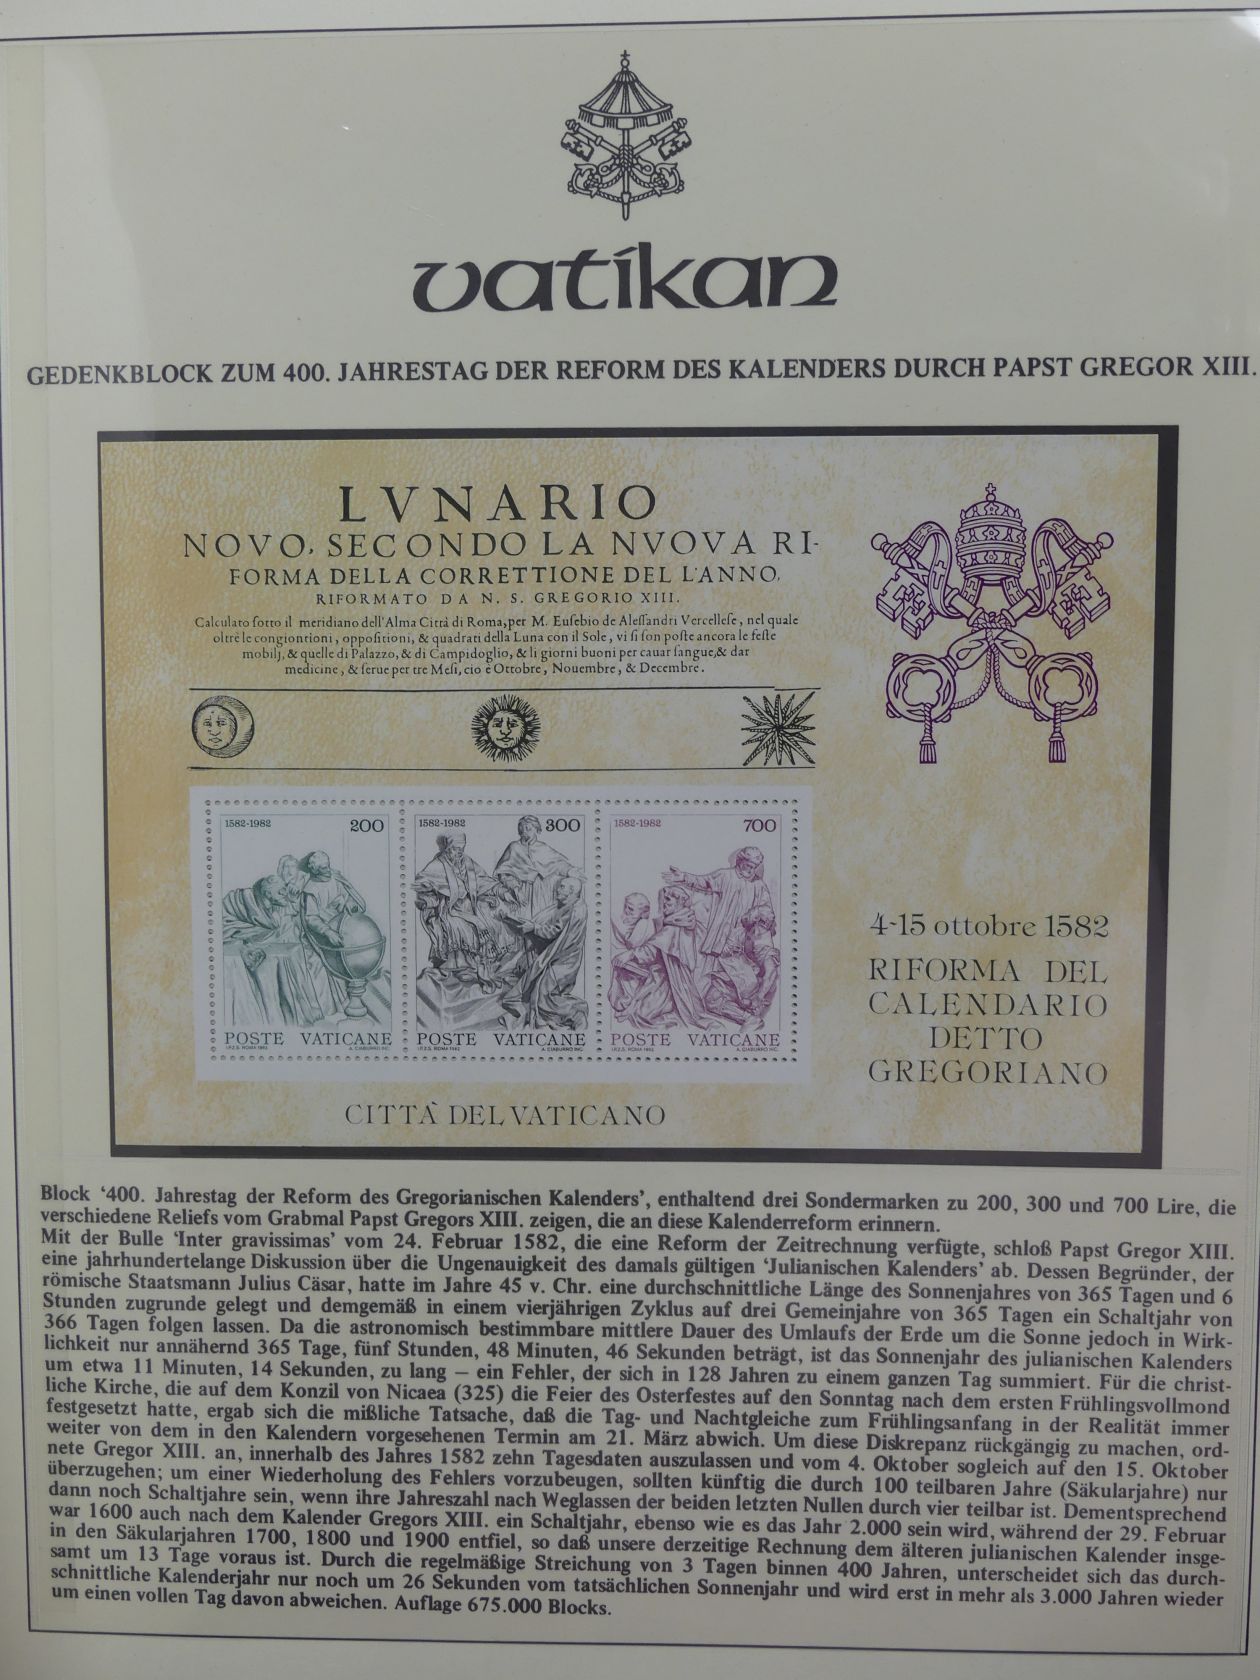 vatikan
GEDENKBLOCK ZUM 400. JAHRESTAG DER REFORM DES KALENDERS DURCH PAPST GREGOR XIII.
LVNARIO
NOVO, SECONDO LA NVOVA RI-
FORMA DELLA CORRETTIONE DEL L'ANNO,
RIFORMATO DA N. S. GREGORIO XIII.
Calculato sotto il meridiano dell'Alma Città di Roma, per M. Eusebio de Alessandri Vercellese, nel quale
oltre le congiontioni, oppositioni, & quadrati della Luna con il Sole, vi si son poste ancora le feste
mobilj, & quelle di Palazzo, & di Campidoglio, & li giorni buoni per cauar sangue, & dar
medicine, & serue per tre Mesi, cio è Ottobre, Nouembre, & Decembre.
1582-1982 200
POSTE VATICANE
I.P.Z.S. ROMA 1982 A. CIABURRO INC.
1582-1982 300
POSTE VATICANE
I.P.Z.S. ROMA 1982 A. CIABURRO INC.
1582-1982 700
POSTE VATICANE
I.P.Z.S. ROMA 1982 A. CIABURRO INC.
4-15 ottobre 1582
RIFORMA DEL
CALENDARIO
DETTO
GREGORIANO
CITTÀ DEL VATICANO
Block ‘400. Jahrestag der Reform des Gregorianischen Kalenders’, enthaltend drei Sondermarken zu 200, 300 und 700 Lire, die
verschiedene Reliefs vom Grabmal Papst Gregors XIII. zeigen, die an diese Kalenderreform erinnern.
Mit der Bulle ‘Inter gravissimas’ vom 24. Februar 1582, die eine Reform der Zeitrechnung verfügte, schloß Papst Gregor XIII.
eine jahrhundertelange Diskussion über die Ungenauigkeit des damals gültigen ‘Julianischen Kalenders’ ab. Dessen Begründer, der
römische Staatsmann Julius Cäsar, hatte im Jahre 45 v. Chr. eine durchschnittliche Länge des Sonnenjahres von 365 Tagen und 6
Stunden zugrunde gelegt und demgemäß in einem vierjährigen Zyklus auf drei Gemeinjahre von 365 Tagen ein Schaltjahr von
366 Tagen folgen lassen. Da die astronomisch bestimmbare mittlere Dauer des Umlaufs der Erde um die Sonne jedoch in Wirk-
lichkeit nur annähernd 365 Tage, fünf Stunden, 48 Minuten, 46 Sekunden beträgt, ist das Sonnenjahr des julianischen Kalenders
um etwa 11 Minuten, 14 Sekunden, zu lang – ein Fehler, der sich in 128 Jahren zu einem ganzen Tag summiert. Für die christ-
liche Kirche, die auf dem Konzil von Nicaea (325) die Feier des Osterfestes auf den Sonntag nach dem ersten Frühlingsvollmond
festgesetzt hatte, ergab sich die mißliche Tatsache, daß die Tag- und Nachtgleiche zum Frühlingsanfang in der Realität immer
weiter von dem in den Kalendern vorgesehenen Termin am 21. März abwich. Um diese Diskrepanz rückgängig zu machen, ord-
nete Gregor XIII. an, innerhalb des Jahres 1582 zehn Tagesdaten auszulassen und vom 4. Oktober sogleich auf den 15. Oktober
überzugehen; um einer Wiederholung des Fehlers vorzubeugen, sollten künftig die durch 100 teilbaren Jahre (Säkularjahre) nur
dann noch Schaltjahre sein, wenn ihre Jahreszahl nach Weglassen der beiden letzten Nullen durch vier teilbar ist. Dementsprechend
war 1600 auch nach dem Kalender Gregors XIII. ein Schaltjahr, ebenso wie es das Jahr 2.000 sein wird, während der 29. Februar
in den Säkularjahren 1700, 1800 und 1900 entfiel, so daß unsere derzeitige Rechnung dem älteren julianischen Kalender insge-
samt um 13 Tage voraus ist. Durch die regelmäßige Streichung von 3 Tagen binnen 400 Jahren, unterscheidet sich das durch-
schnittliche Kalenderjahr nur noch um 26 Sekunden vom tatsächlichen Sonnenjahr und wird erst in mehr als 3.000 Jahren wieder
um einen vollen Tag davon abweichen. Auflage 675.000 Blocks.